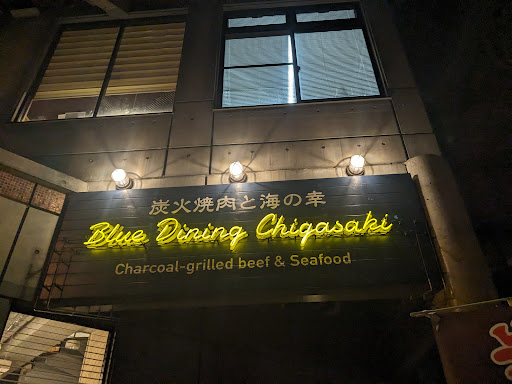 炭火焼肉と海の幸
Blue Dining Chigasaki
Charcoal-grilled beef & Seafood